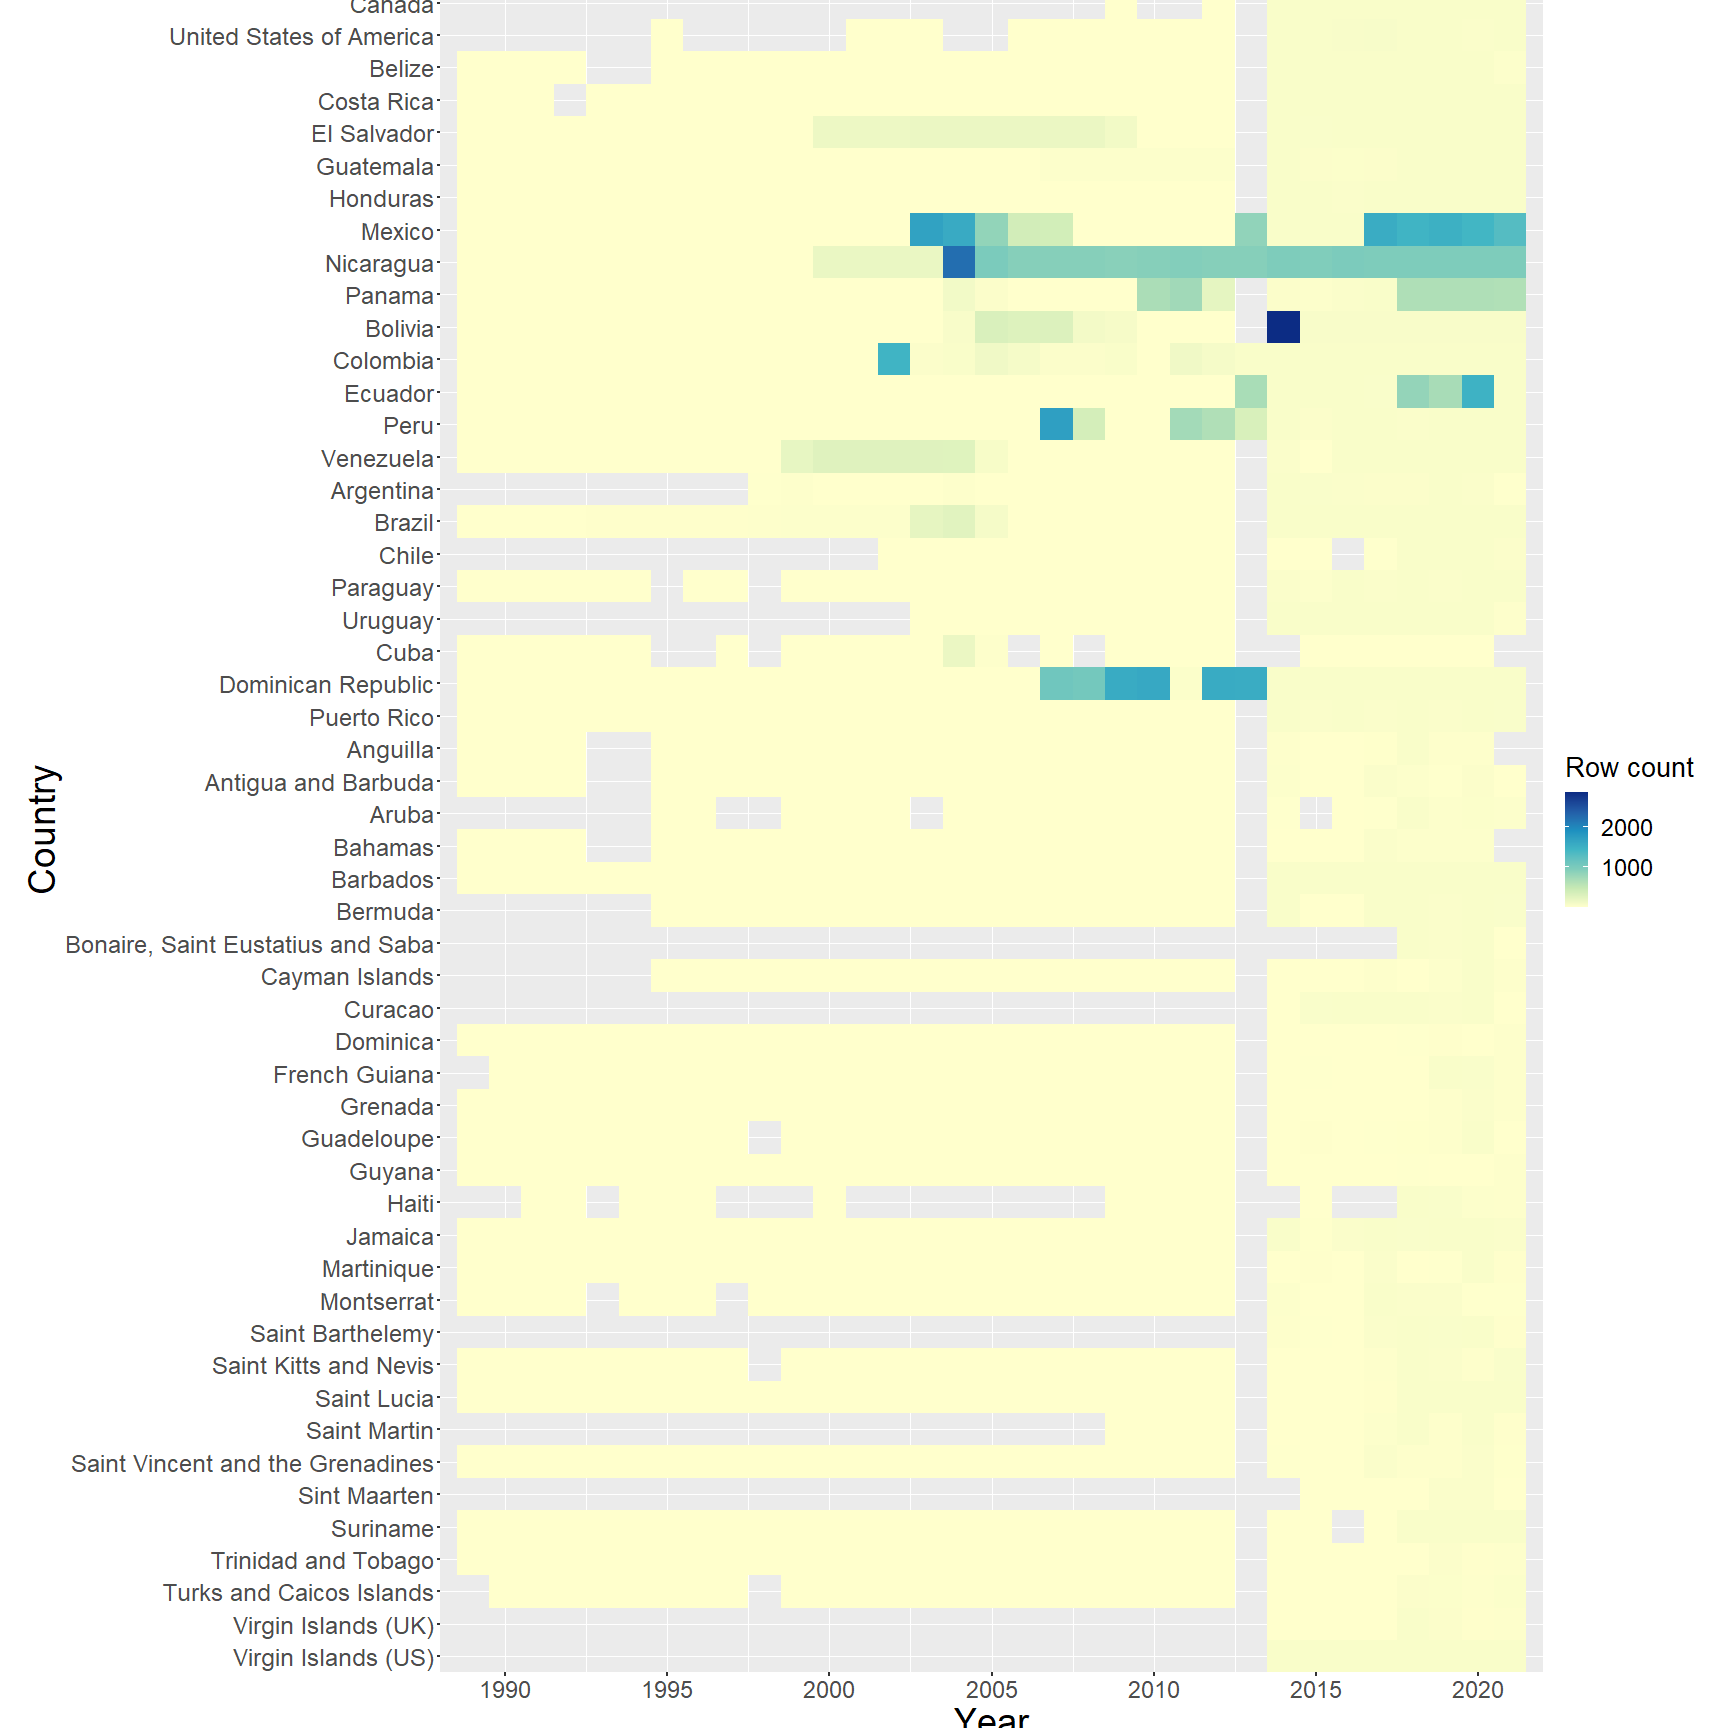 Canada
United States of America
Belize
Costa Rica
El Salvador
Guatemala
Honduras
Mexico
Nicaragua
Panama
Bolivia
Colombia
Ecuador
Peru
Venezuela
Argentina
Brazil
Chile
Paraguay
Uruguay
Cuba
Dominican Republic
Puerto Rico
Anguilla
Antigua and Barbuda
Aruba
Bahamas
Barbados
Bermuda
Bonaire, Saint Eustatius and Saba
Cayman Islands
Curacao
Dominica
French Guiana
Grenada
Guadeloupe
Guyana
Haiti
Jamaica
Martinique
Montserrat
Saint Barthelemy
Saint Kitts and Nevis
Saint Lucia
Saint Martin
Saint Vincent and the Grenadines
Sint Maarten
Suriname
Trinidad and Tobago
Turks and Caicos Islands
Virgin Islands (UK)
Virgin Islands (US)
Country
1990 1995 2000 2005 2010 2015 2020
Year
Row count
2000
1000